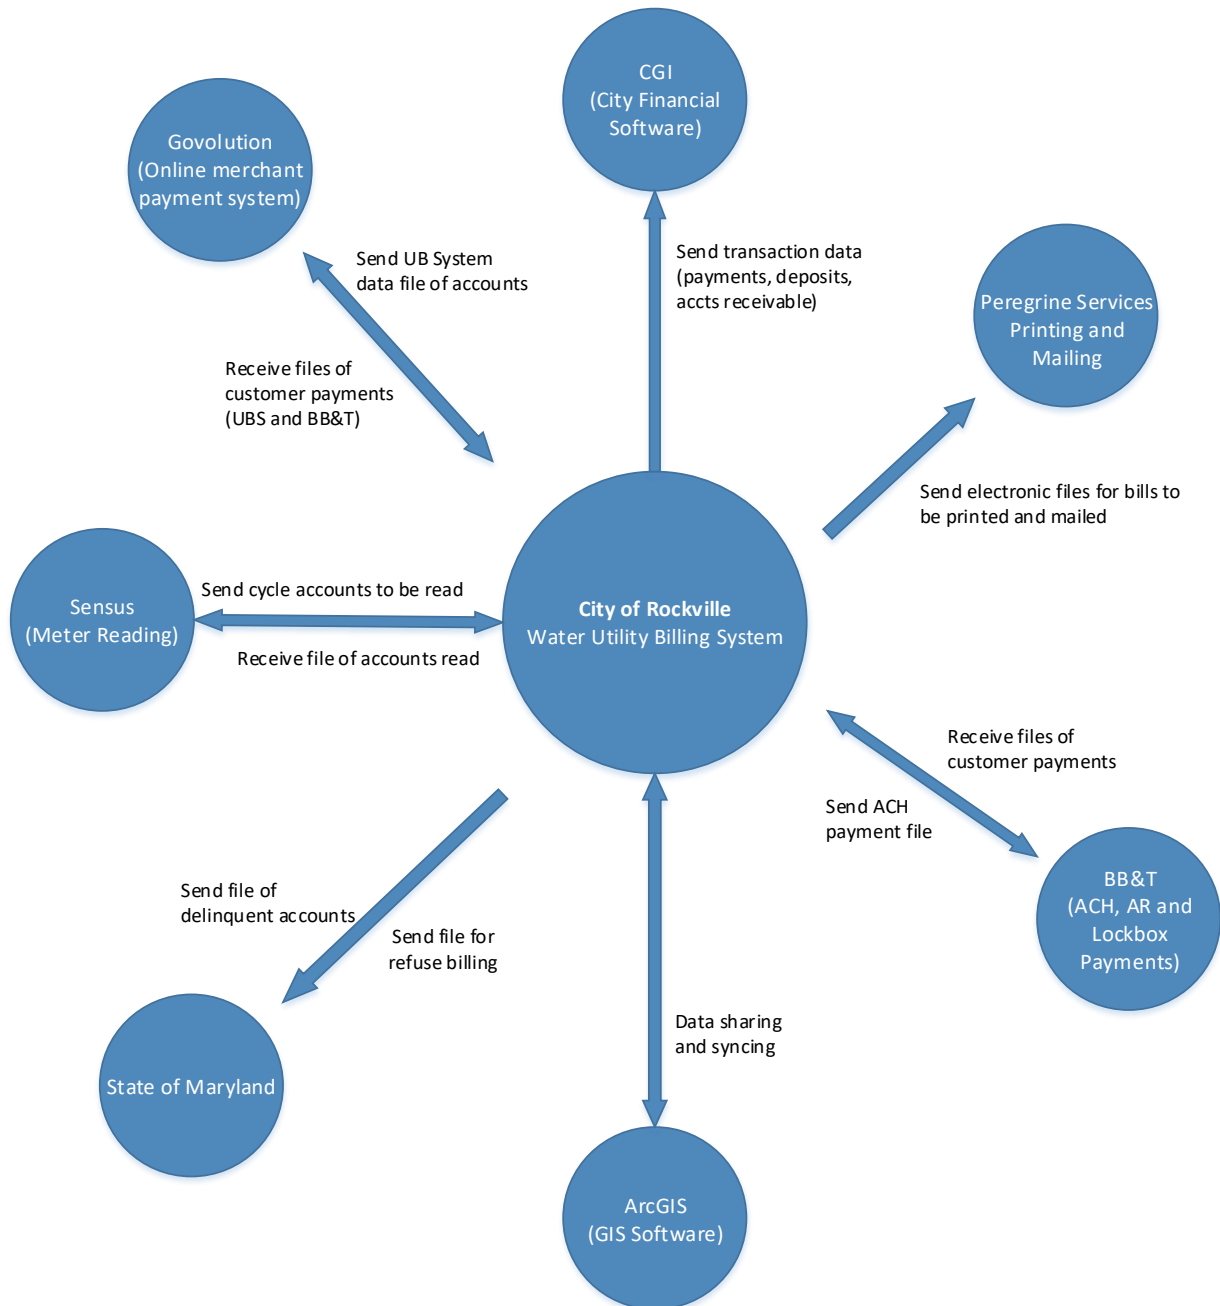 CGI
(City Financial
Software)
Govolution
(Online merchant
payment system)
Send UB System
data file of accounts
Send transaction data
(payments, deposits,
accts receivable)
Peregrine Services
Printing and
Mailing
Receive files of
customer payments
(UBS and BB&T)
Send electronic files for bills to
be printed and mailed
Sensus
(Meter Reading)
Send cycle accounts to be read
Receive file of accounts read
City of Rockville
Water Utility Billing System
Receive files of
customer payments
Send ACH
payment file
BB&T
(ACH, AR and
Lockbox
Payments)
Send file of
delinquent accounts
Send file for
refuse billing
State of Maryland
Data sharing
and syncing
ArcGIS
(GIS Software)